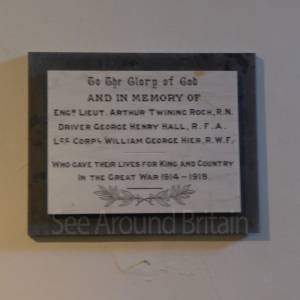 To The Glory of God
AND IN MEMORY OF
ENGR LIEUT. ARTHUR TWINING ROCH, R.N.
DRIVER GEORGE HENRY HALL, R.F.A.
LCE CORPL WILLIAM GEORGE HIER, R.W.F.
WHO GAVE THEIR LIVES FOR KING AND COUNTRY
IN THE GREAT WAR 1914-1918.
See Around Britain